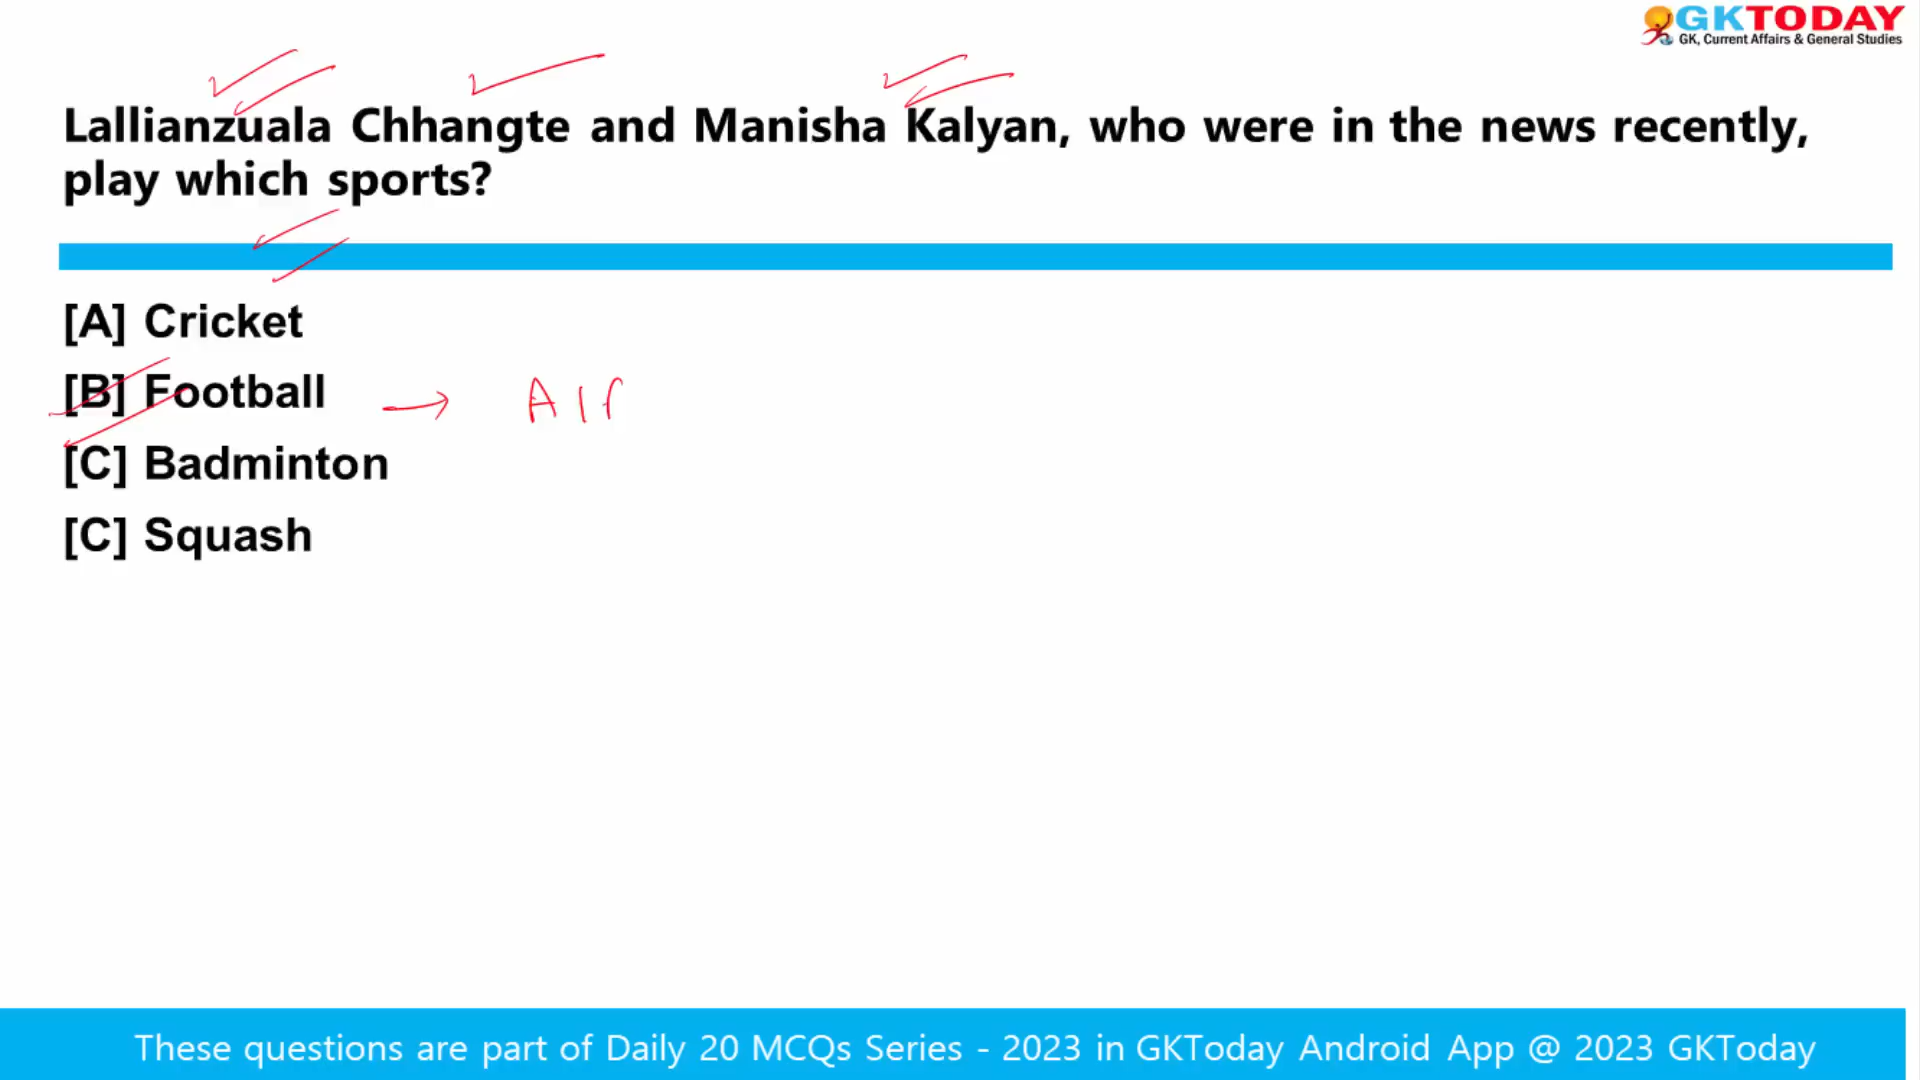 GKTODAY
GK, Current Affairs & General Studies
Lallianzuala Chhangte and Manisha Kalyan, who were in the news recently,
play which sports?
[A] Cricket
[B] Football → AIF
[C] Badminton
[C] Squash
These questions are part of Daily 20 MCQs Series - 2023 in GKToday Android App @ 2023 GKToday